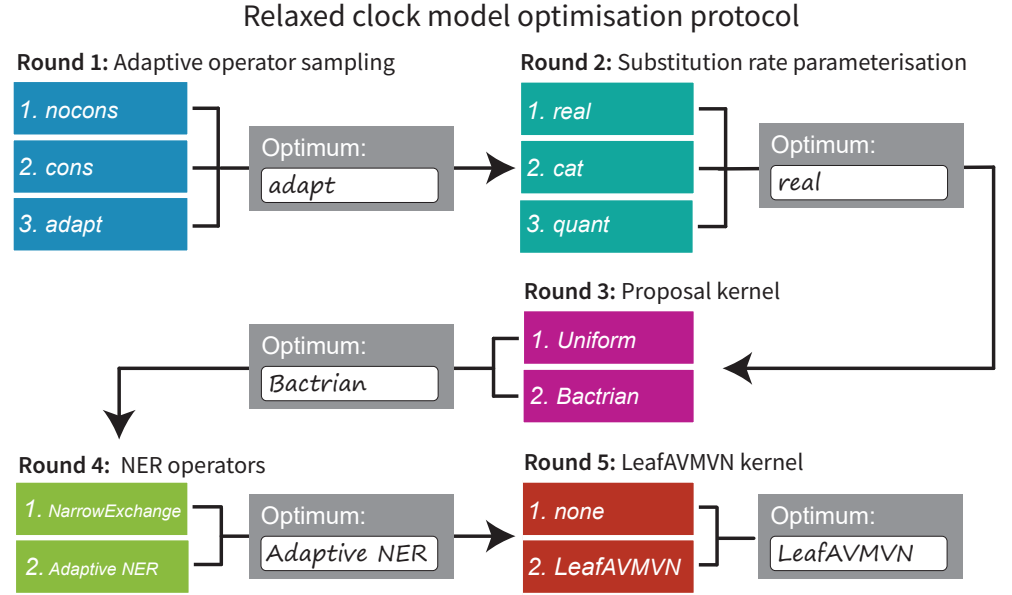 Relaxed clock model optimisation protocol
Round 1: Adaptive operator sampling
1. nocons
2. cons
3. adapt
Optimum:
adapt
Round 2: Substitution rate parameterisation
1. real
2. cat
3. quant
Optimum:
real
Round 3: Proposal kernel
1. Uniform
2. Bactrian
Optimum:
Bactrian
Round 4: NER operators
1. NarrowExchange
2. Adaptive NER
Optimum:
Adaptive NER
Round 5: LeafAVMVN kernel
1. none
2. LeafAVMVN
Optimum:
LeafAVMVN